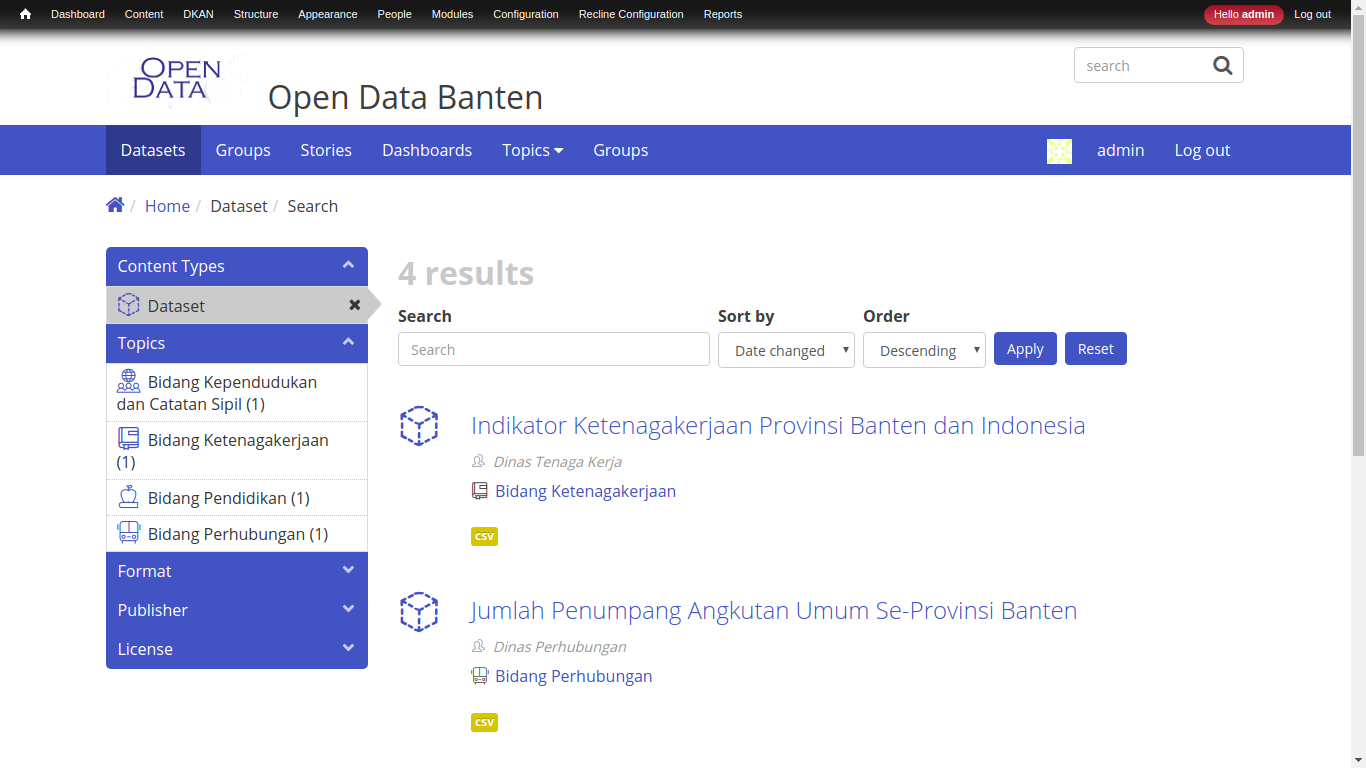 Dashboard Content DKAN Structure Appearance People Modules Configuration Recline Configuration Reports Hello admin Log out
OPEN DATA
Open Data Banten
search
Datasets Groups Stories Dashboards Topics Groups admin Log out
/ Home / Dataset / Search
Content Types
Dataset
Topics
Bidang Kependudukan
dan Catatan Sipil (1)
Bidang Ketenagakerjaan
(1)
Bidang Pendidikan (1)
Bidang Perhubungan (1)
Format
Publisher
License
4 results
Search Sort by Order
Search Date changed Descending Apply Reset
Indikator Ketenagakerjaan Provinsi Banten dan Indonesia
Dinas Tenaga Kerja
Bidang Ketenagakerjaan
csv
Jumlah Penumpang Angkutan Umum Se-Provinsi Banten
Dinas Perhubungan
Bidang Perhubungan
csv